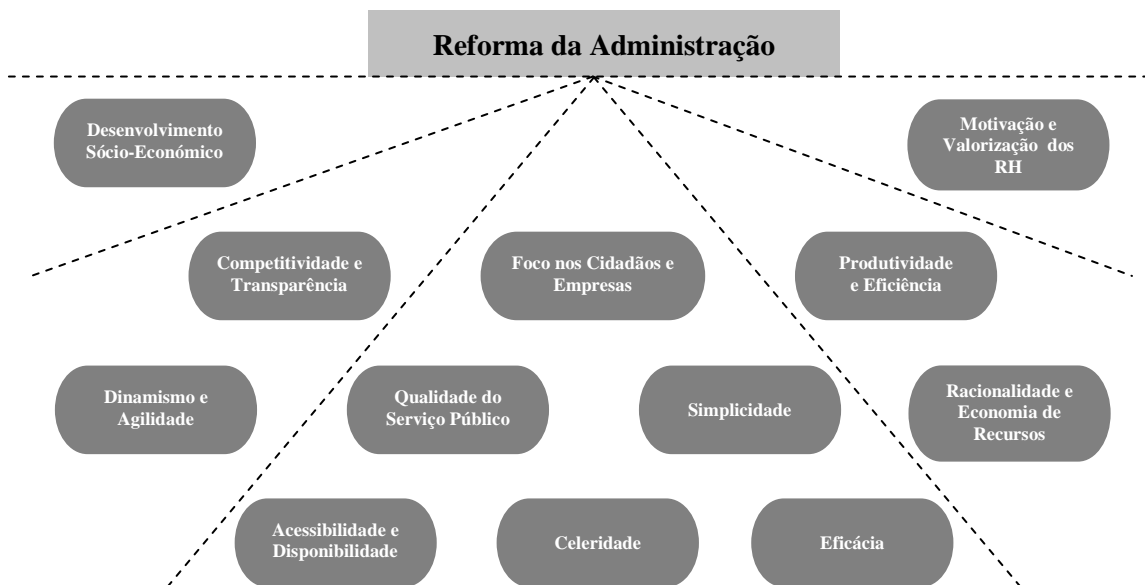 Reforma da Administração
Desenvolvimento
Sócio-Económico
Motivação e
Valorização dos
RH
Competitividade e
Transparência
Foco nos Cidadãos e
Empresas
Produtividade
e Eficiência
Dinamismo e
Agilidade
Qualidade do
Serviço Público
Simplicidade
Racionalidade e
Economia de
Recursos
Acessibilidade e
Disponibilidade
Celeridade
Eficácia